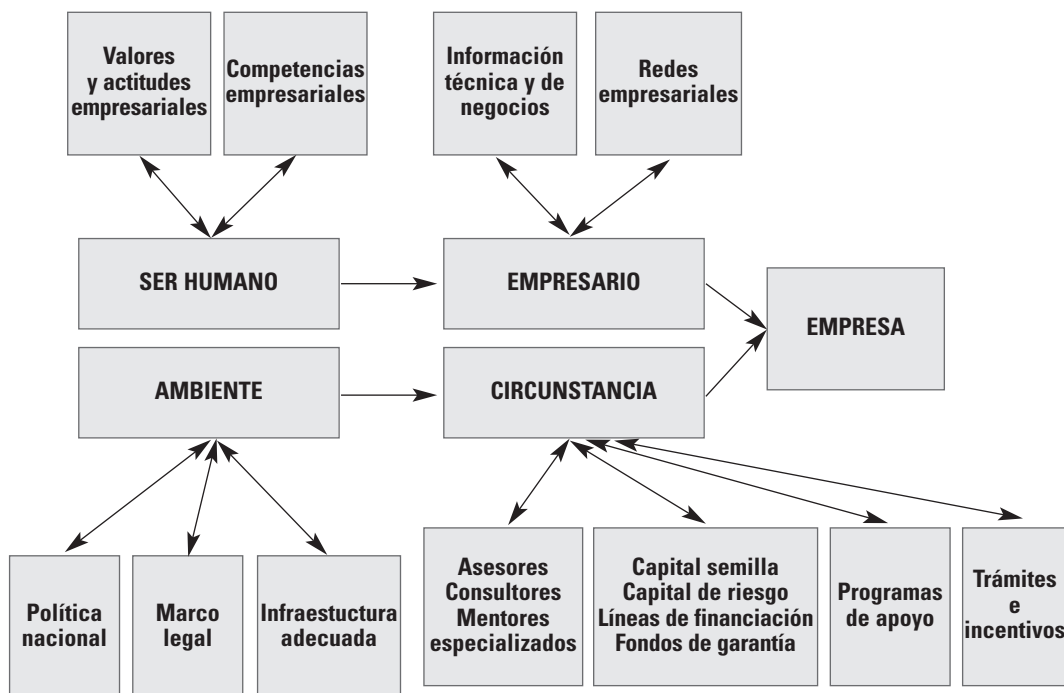 Valores
y actitudes
empresariales
Competencias
empresariales
Información
técnica y de
negocios
Redes
empresariales
SER HUMANO
EMPRESARIO
EMPRESA
AMBIENTE
CIRCUNSTANCIA
Política
nacional
Marco
legal
Infraestuctura
adecuada
Asesores
Consultores
Mentores
especializados
Capital semilla
Capital de riesgo
Líneas de financiación
Fondos de garantía
Programas
de apoyo
Trámites
e
incentivos